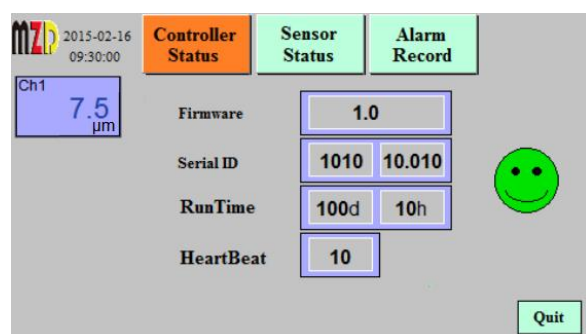 MZD 2015-02-16
09:30:00
Controller
Status
Sensor
Status
Alarm
Record
Ch1
7.5
µm
Firmware 1.0
Serial ID 1010 10.010
RunTime 100d 10h
HeartBeat 10
Quit